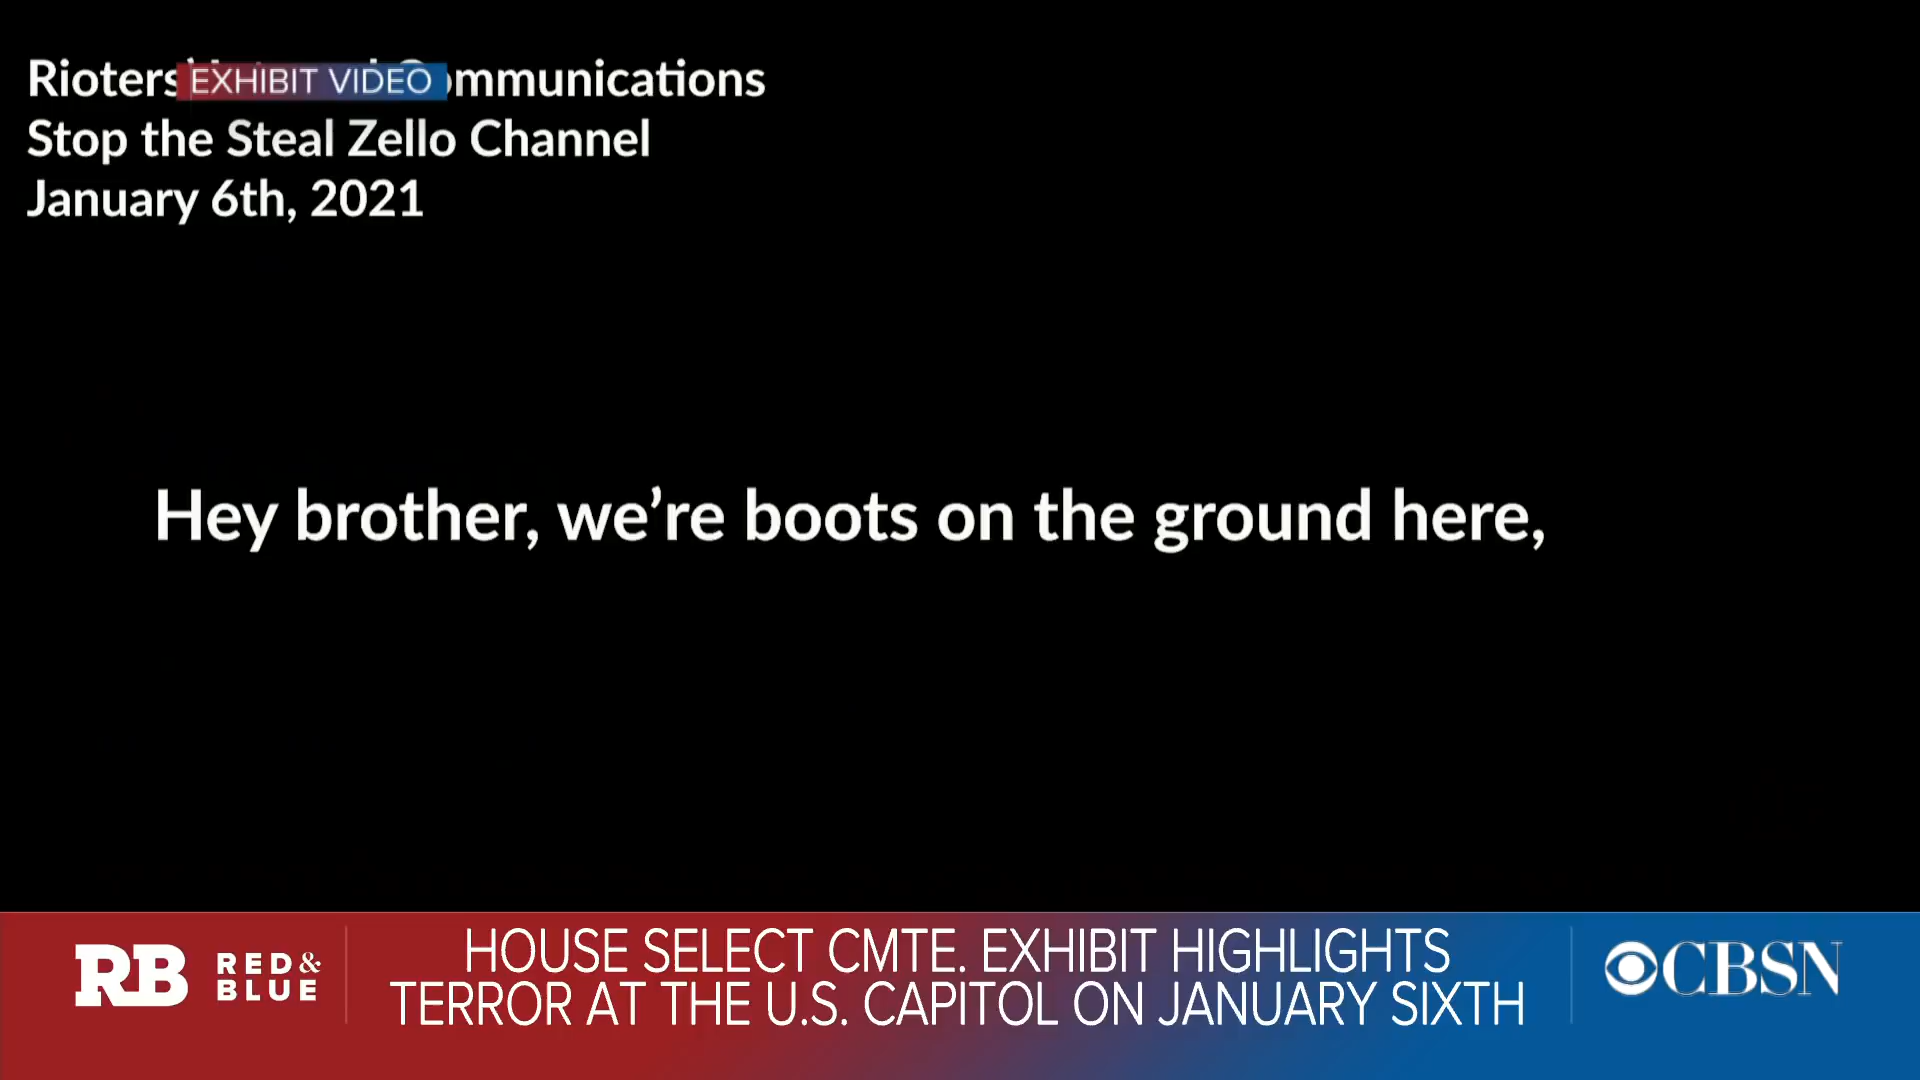 Rioters' EXHIBIT VIDEO mmunications
Stop the Steal Zello Channel
January 6th, 2021
Hey brother, we're boots on the ground here,
RB RED & BLUE
HOUSE SELECT CMTE. EXHIBIT HIGHLIGHTS
TERROR AT THE U.S. CAPITOL ON JANUARY SIXTH
CBSN